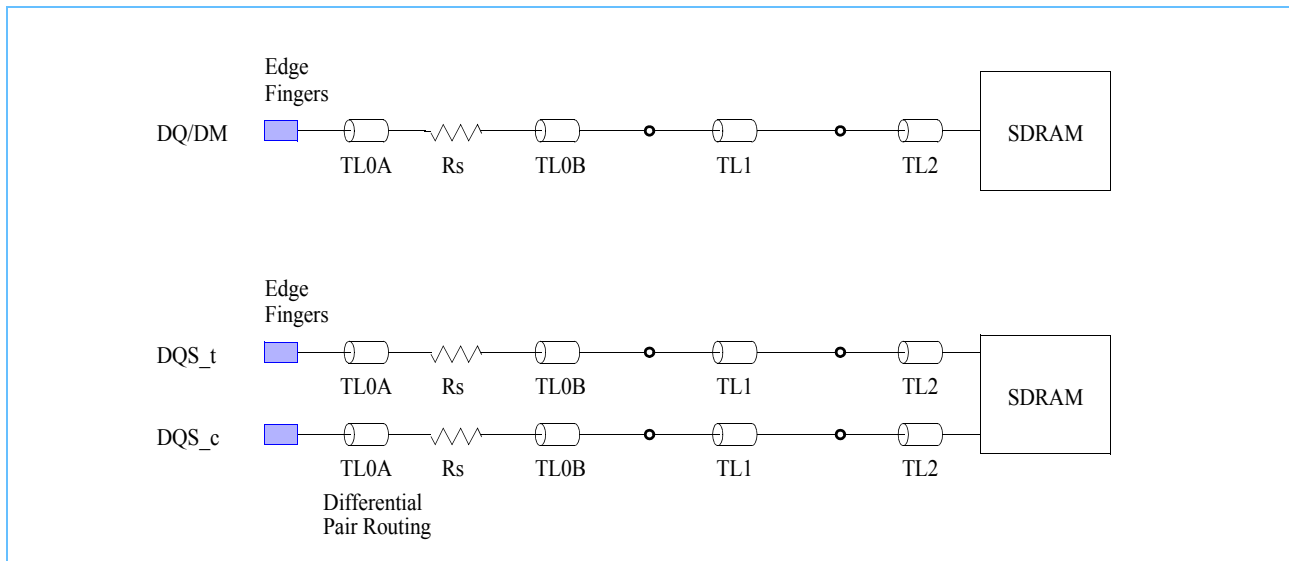 Edge
Fingers
DQ/DM
SDRAM
TL0A Rs TL0B TL1 TL2
Edge
Fingers
DQS_t
TL0A Rs TL0B TL1 TL2
SDRAM
DQS_c
TL0A Rs TL0B TL1 TL2
Differential
Pair Routing